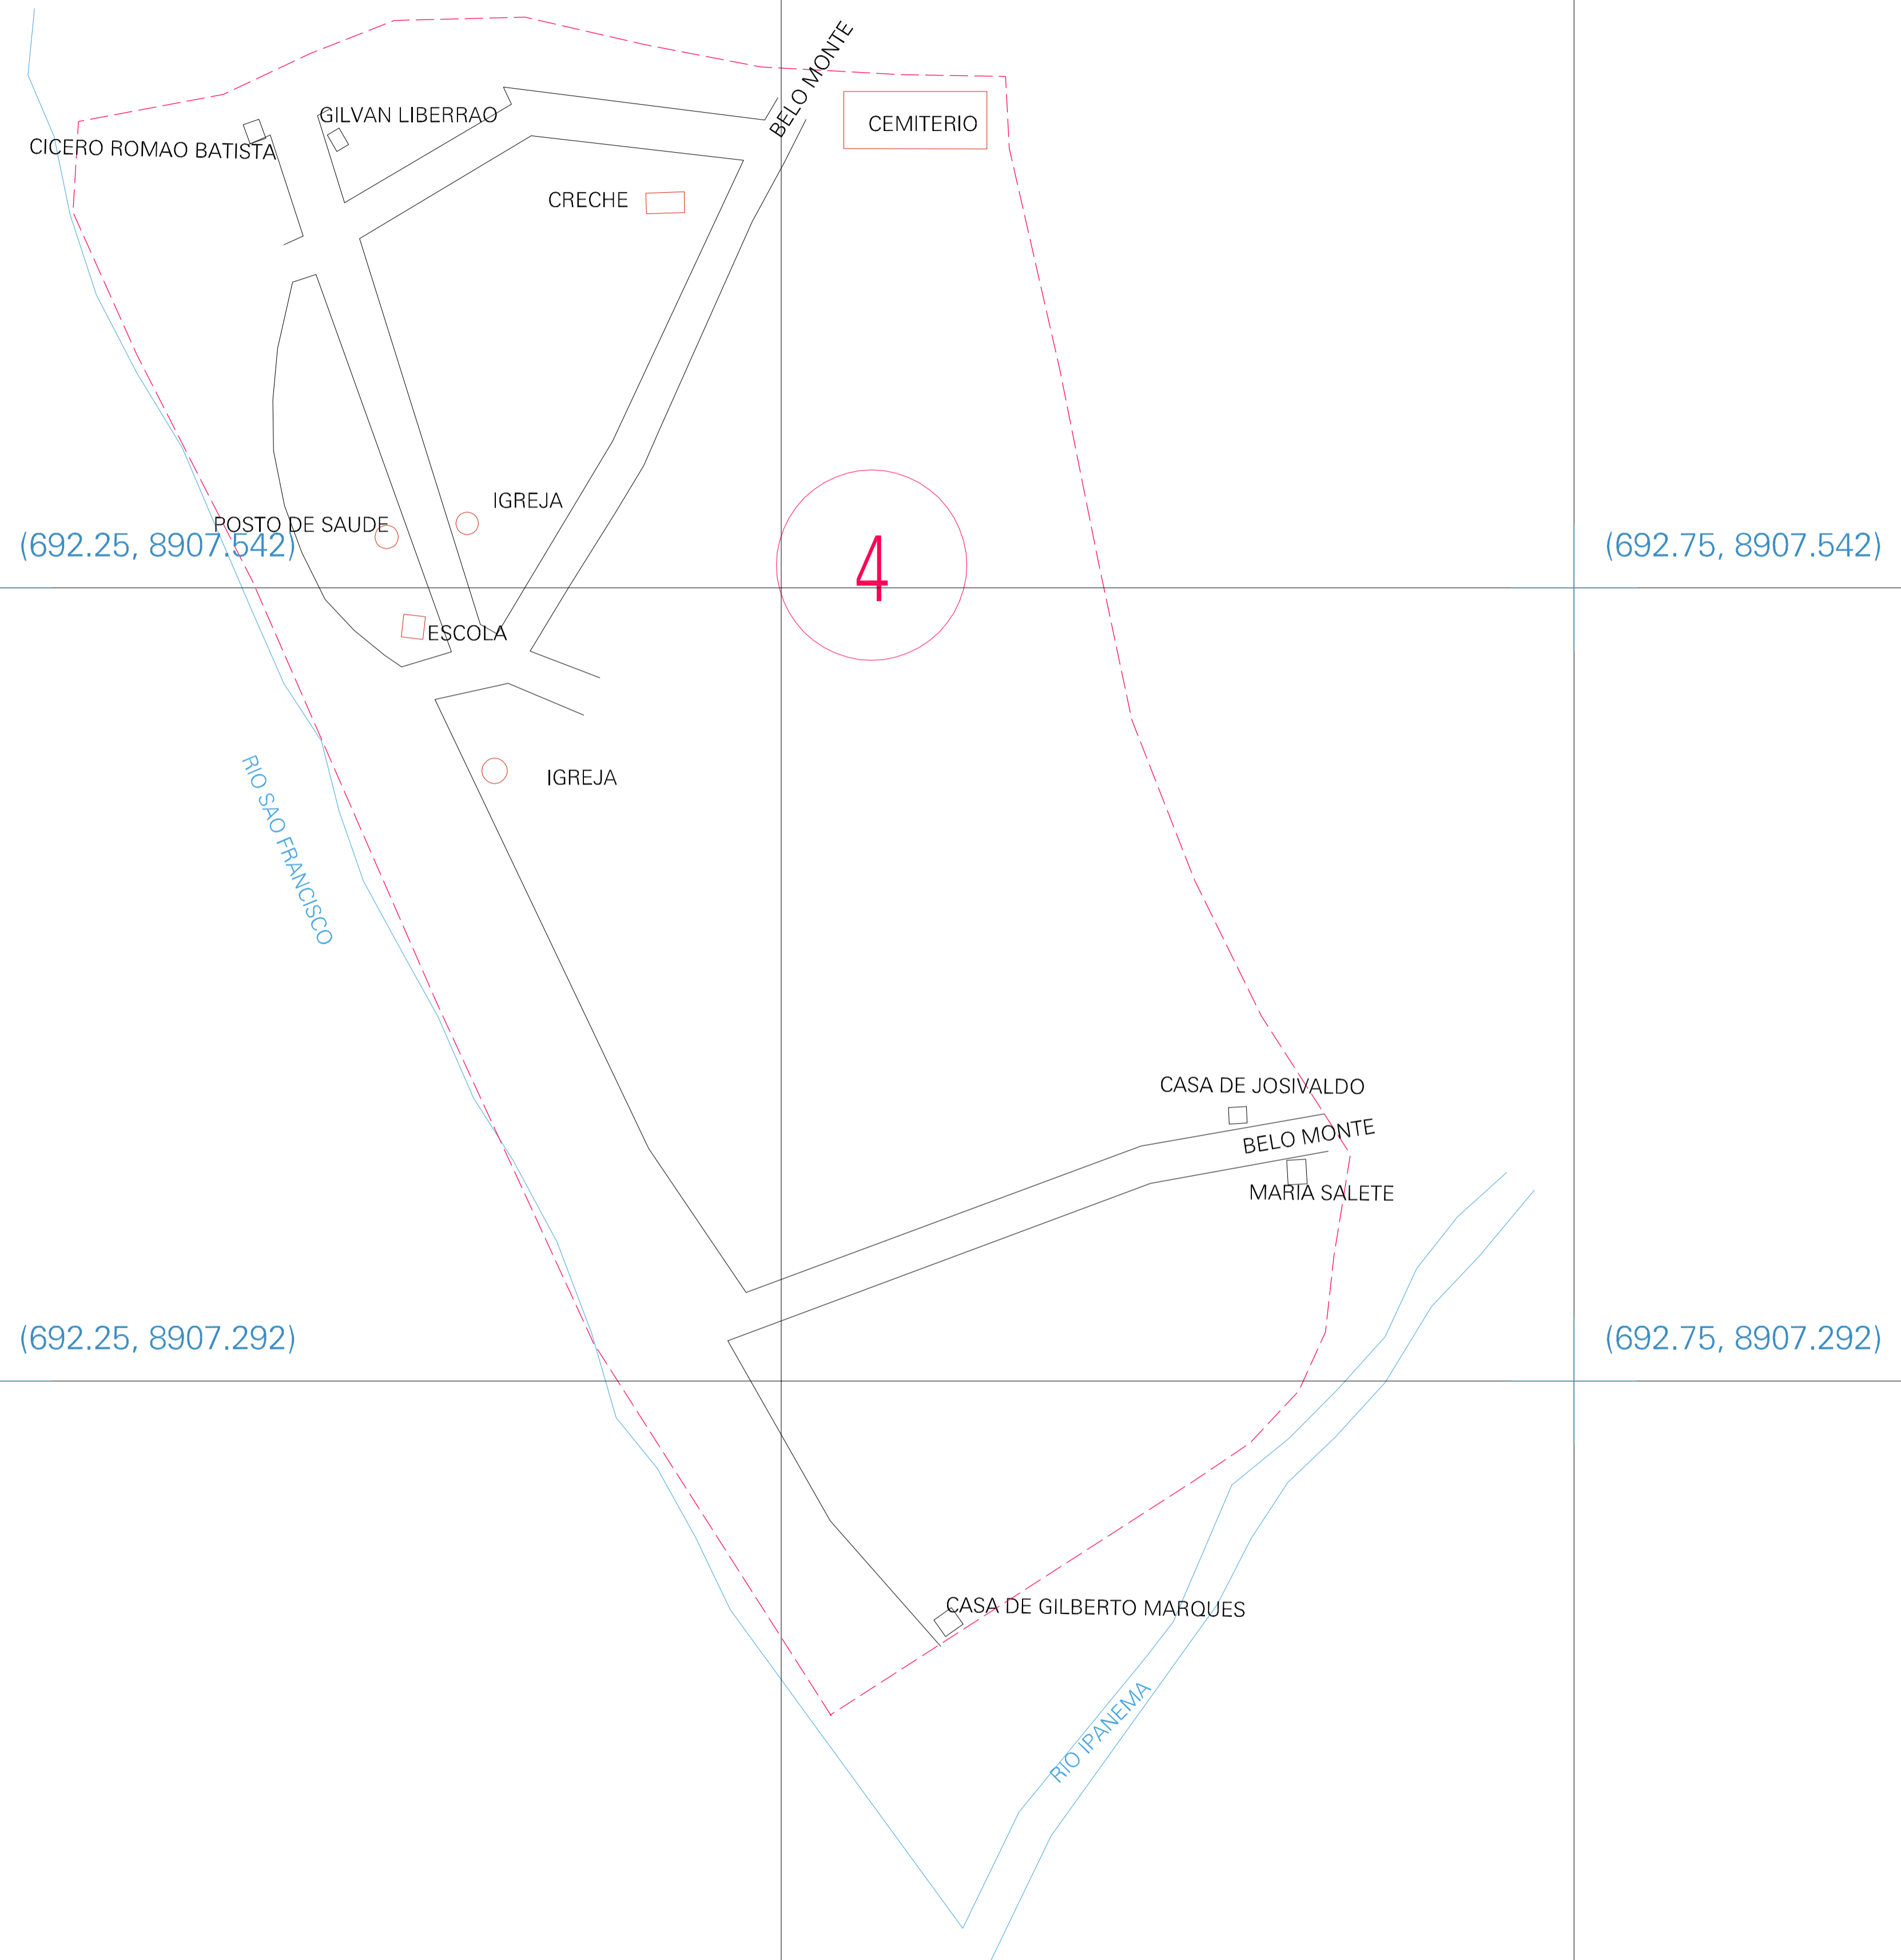 BELO MONTE
GILVAN LIBERRAO
CEMITERIO
CICERO ROMAO BATISTA
CRECHE
IGREJA
POSTO DE SAUDE
(692.25, 8907.542)
4
(692.75, 8907.542)
ESCOLA
IGREJA
RIO SAO FRANCISCO
CASA DE JOSIVALDO
BELO MONTE
MARIA SALETE
(692.25, 8907.292)
(692.75, 8907.292)
CASA DE GILBERTO MARQUES
RIO IPANEMA